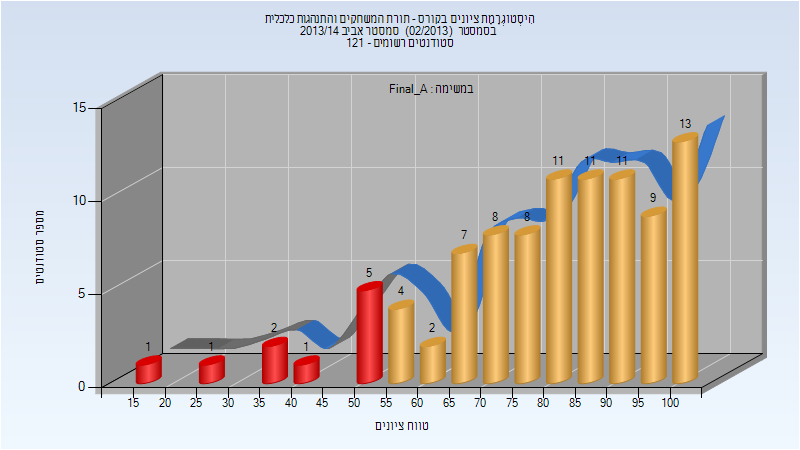 הִיסְטוֹגְרָמַת ציונים בקורס - תורת המשחקים והתנהגות כלכלית
בסמסטר (02/2013) סמסטר אביב 2013/14
סטודנטים רשומים - 121
במשימה : Final_A
מספר סטודנטים
15
10
5
0
1
1
2
1
5
4
2
7
8
8
11
11
11
9
13
15 20 25 30 35 40 45 50 55 60 65 70 75 80 85 90 95 100
טווח ציונים